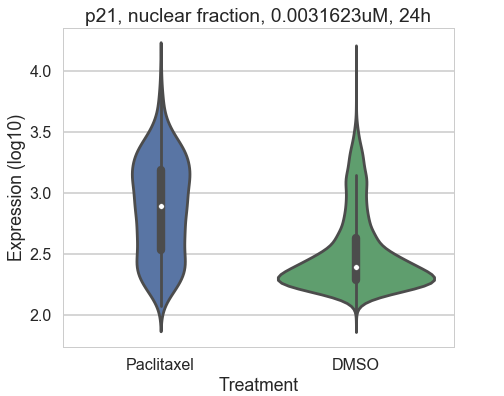 p21, nuclear fraction, 0.0031623uM, 24h
Expression (log10)
4.0
3.5
3.0
2.5
2.0
Paclitaxel DMSO
Treatment